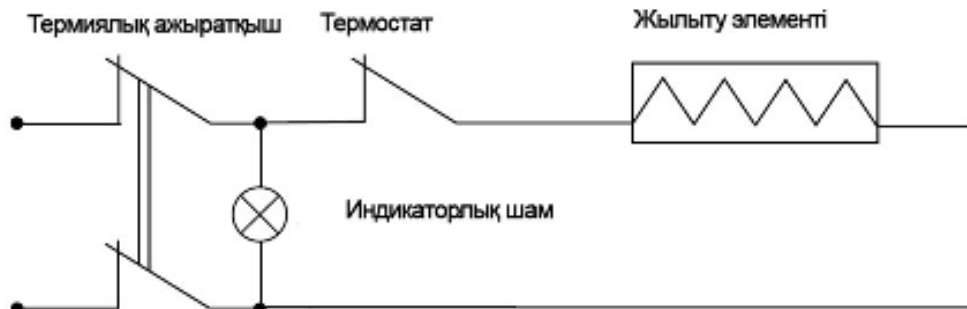 Термиялық ажыратқыш
Термостат
Жылыту элементі
Индикаторлық шам